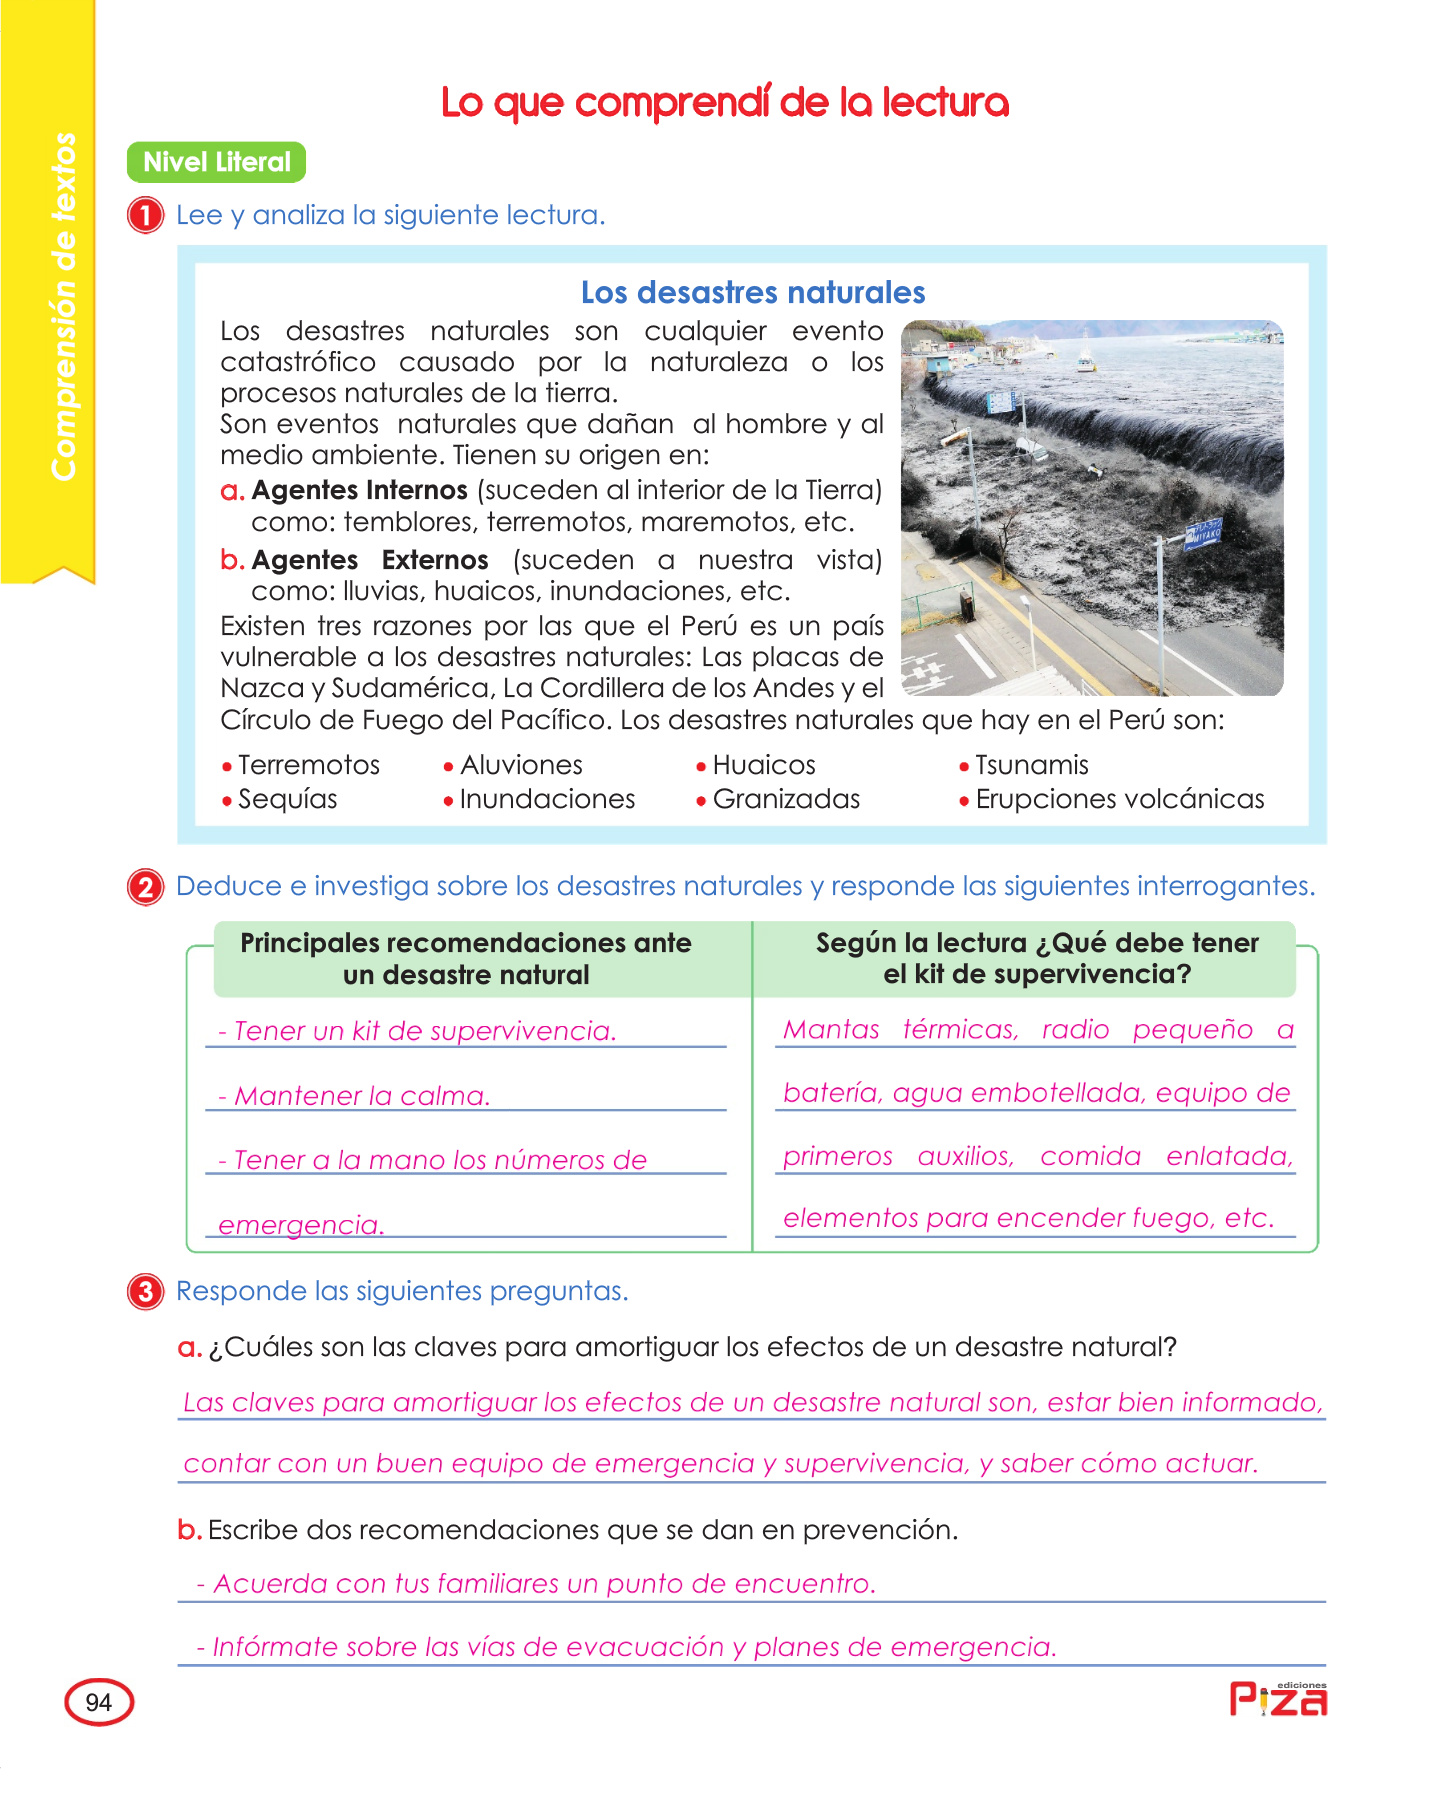 Comprensión de textos
Lo que comprendí de la lectura
Nivel Literal
1 Lee y analiza la siguiente lectura.
Los desastres naturales
Los desastres naturales son cualquier evento
catastrófico causado por la naturaleza o los
procesos naturales de la tierra.
Son eventos naturales que dañan al hombre y al
medio ambiente. Tienen su origen en:
a. Agentes Internos (suceden al interior de la Tierra)
como: temblores, terremotos, maremotos, etc.
b. Agentes Externos (suceden a nuestra vista)
como: lluvias, huaicos, inundaciones, etc.
Existen tres razones por las que el Perú es un país
vulnerable a los desastres naturales: Las placas de
Nazca y Sudamérica, La Cordillera de los Andes y el
Círculo de Fuego del Pacífico. Los desastres naturales que hay en el Perú son:
MIYAKO
• Terremotos • Aluviones • Huaicos • Tsunamis
• Sequías • Inundaciones • Granizadas • Erupciones volcánicas
2 Deduce e investiga sobre los desastres naturales y responde las siguientes interrogantes.
Principales recomendaciones ante
un desastre natural
- Tener un kit de supervivencia.
- Mantener la calma.
- Tener a la mano los números de
emergencia.
Según la lectura ¿Qué debe tener
el kit de supervivencia?
Mantas térmicas, radio pequeño a
batería, agua embotellada, equipo de
primeros auxilios, comida enlatada,
elementos para encender fuego, etc.
3 Responde las siguientes preguntas.
a. ¿Cuáles son las claves para amortiguar los efectos de un desastre natural?
Las claves para amortiguar los efectos de un desastre natural son, estar bien informado,
contar con un buen equipo de emergencia y supervivencia, y saber cómo actuar.
b. Escribe dos recomendaciones que se dan en prevención.
- Acuerda con tus familiares un punto de encuentro.
- Infórmate sobre las vías de evacuación y planes de emergencia.
94
ediciones
Piza